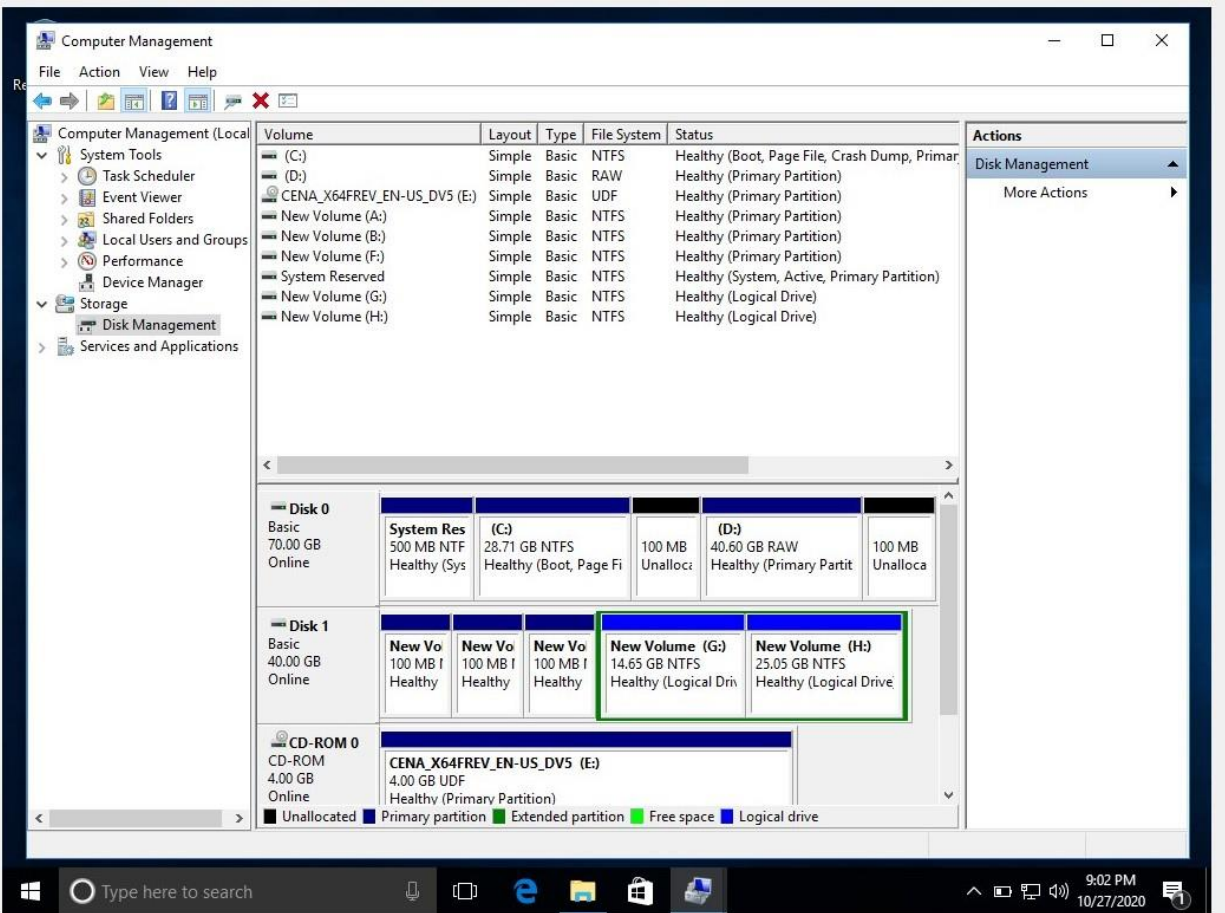 Re
Computer Management
File Action View Help
Computer Management (Local
System Tools
Task Scheduler
Event Viewer
Shared Folders
Local Users and Groups
Performance
Device Manager
Storage
Disk Management
Services and Applications
Volume Layout Type File System Status
(C:) Simple Basic NTFS Healthy (Boot, Page File, Crash Dump, Primar
(D:) Simple Basic RAW Healthy (Primary Partition)
CENA_X64FREV_EN-US_DV5 (E:) Simple Basic UDF Healthy (Primary Partition)
New Volume (A:) Simple Basic NTFS Healthy (Primary Partition)
New Volume (B:) Simple Basic NTFS Healthy (Primary Partition)
New Volume (F:) Simple Basic NTFS Healthy (Primary Partition)
System Reserved Simple Basic NTFS Healthy (System, Active, Primary Partition)
New Volume (G:) Simple Basic NTFS Healthy (Logical Drive)
New Volume (H:) Simple Basic NTFS Healthy (Logical Drive)
Actions
Disk Management
More Actions
Disk 0
Basic
70.00 GB
Online
System Res
500 MB NTF
Healthy (Sys
(C:)
28.71 GB NTFS
Healthy (Boot, Page Fi
100 MB
Unalloca
(D:)
40.60 GB RAW
Healthy (Primary Partit
100 MB
Unalloca
Disk 1
Basic
40.00 GB
Online
New Vol
100 MB N
Healthy
New Vol
100 MB N
Healthy
New Vol
100 MB N
Healthy
New Volume (G:)
14.65 GB NTFS
Healthy (Logical Driv
New Volume (H:)
25.05 GB NTFS
Healthy (Logical Drive
CD-ROM 0
CD-ROM
4.00 GB
Online
CENA_X64FREV_EN-US_DV5 (E:)
4.00 GB UDF
Healthy (Primary Partition)
Unallocated Primary partition Extended partition Free space Logical drive
Type here to search
9:02 PM
10/27/2020
1